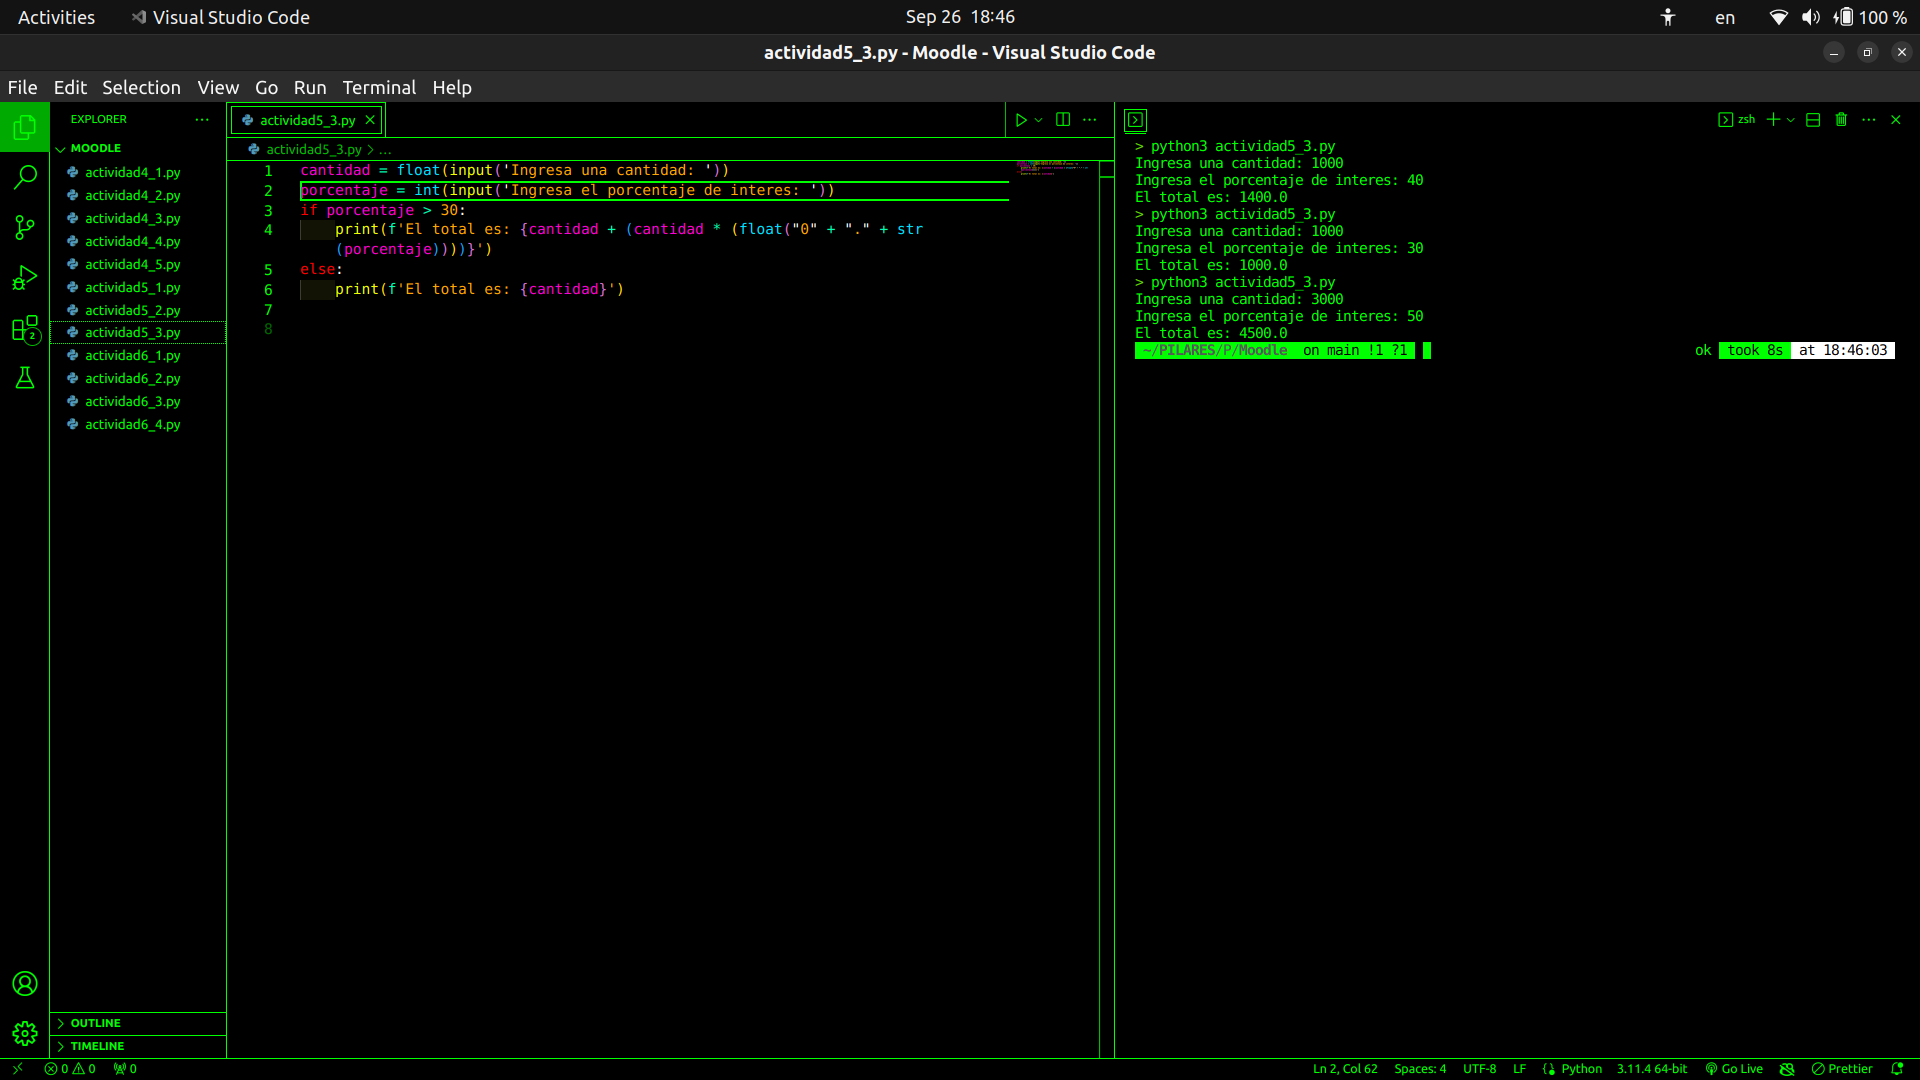 Activities Visual Studio Code Sep 26 18:46 en 100 %
actividad5_3.py - Moodle - Visual Studio Code
File Edit Selection View Go Run Terminal Help
EXPLORER
MOODLE
actividad4_1.py
actividad4_2.py
actividad4_3.py
actividad4_4.py
actividad4_5.py
actividad5_1.py
actividad5_2.py
actividad5_3.py
actividad6_1.py
actividad6_2.py
actividad6_3.py
actividad6_4.py
2
OUTLINE
TIMELINE
actividad5_3.py
actividad5_3.py > ...
1 cantidad = float(input('Ingresa una cantidad: '))
2 porcentaje = int(input('Ingresa el porcentaje de interes: '))
3 if porcentaje > 30:
4 print(f'El total es: {cantidad + (cantidad * (float("0" + "." + str
(porcentaje))))}')
5 else:
6 print(f'El total es: {cantidad}')
7
8
zsh
> python3 actividad5_3.py
Ingresa una cantidad: 1000
Ingresa el porcentaje de interes: 40
El total es: 1400.0
> python3 actividad5_3.py
Ingresa una cantidad: 1000
Ingresa el porcentaje de interes: 30
El total es: 1000.0
> python3 actividad5_3.py
Ingresa una cantidad: 3000
Ingresa el porcentaje de interes: 50
El total es: 4500.0
~/PILARES/P/Moodle on main !1 ?1 ok took 8s at 18:46:03
0 0 0 Ln 2, Col 62 Spaces: 4 UTF-8 LF Python 3.11.4 64-bit Go Live Prettier